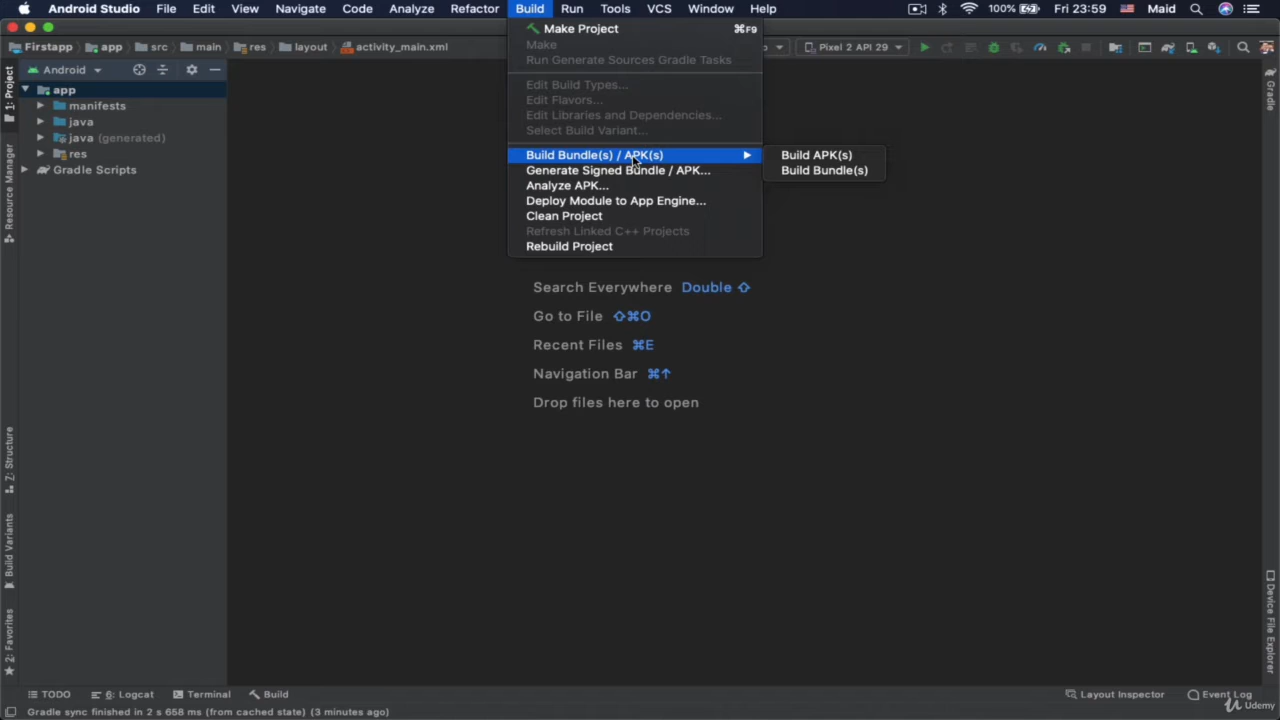 Android Studio File Edit View Navigate Code Analyze Refactor Build Run Tools VCS Window Help 100% Fri 23:59 Maid
Firstapp app src main res layout activity_main.xml Pixel 2 API 29
Make Project ⌘F9
Make
Run Generate Sources Gradle Tasks
Edit Build Types...
Edit Flavors...
Edit Libraries and Dependencies...
Select Build Variant...
Build Bundle(s) / APK(s)
Generate Signed Bundle / APK...
Analyze APK...
Deploy Module to App Engine...
Clean Project
Refresh Linked C++ Projects
Rebuild Project
Build APK(s)
Build Bundle(s)
Android
app
manifests
java
java (generated)
res
Gradle Scripts
1: Project
Resource Manager
Z: Structure
Build Variants
2: Favorites
Search Everywhere Double ⇧
Go to File ⇧⌘O
Recent Files ⌘E
Navigation Bar ⌘↑
Drop files here to open
Gradle
Device File Explorer
TODO 6: Logcat Terminal Build Layout Inspector Event Log
Gradle sync finished in 2 s 658 ms (from cached state) (3 minutes ago)
Udemy